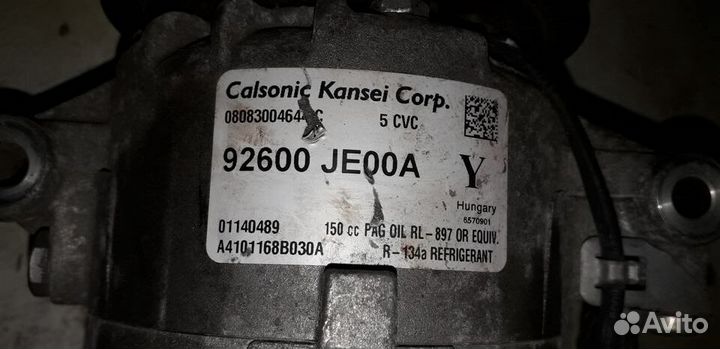 Calsonic Kansei Corp.
5 CVC
92600 JE00A Y
Hungary
6570901
01140489 150 cc PAG OIL RL-897 OR EQUIV.
A4101168B030A R-134a REFRIGERANT
Avito